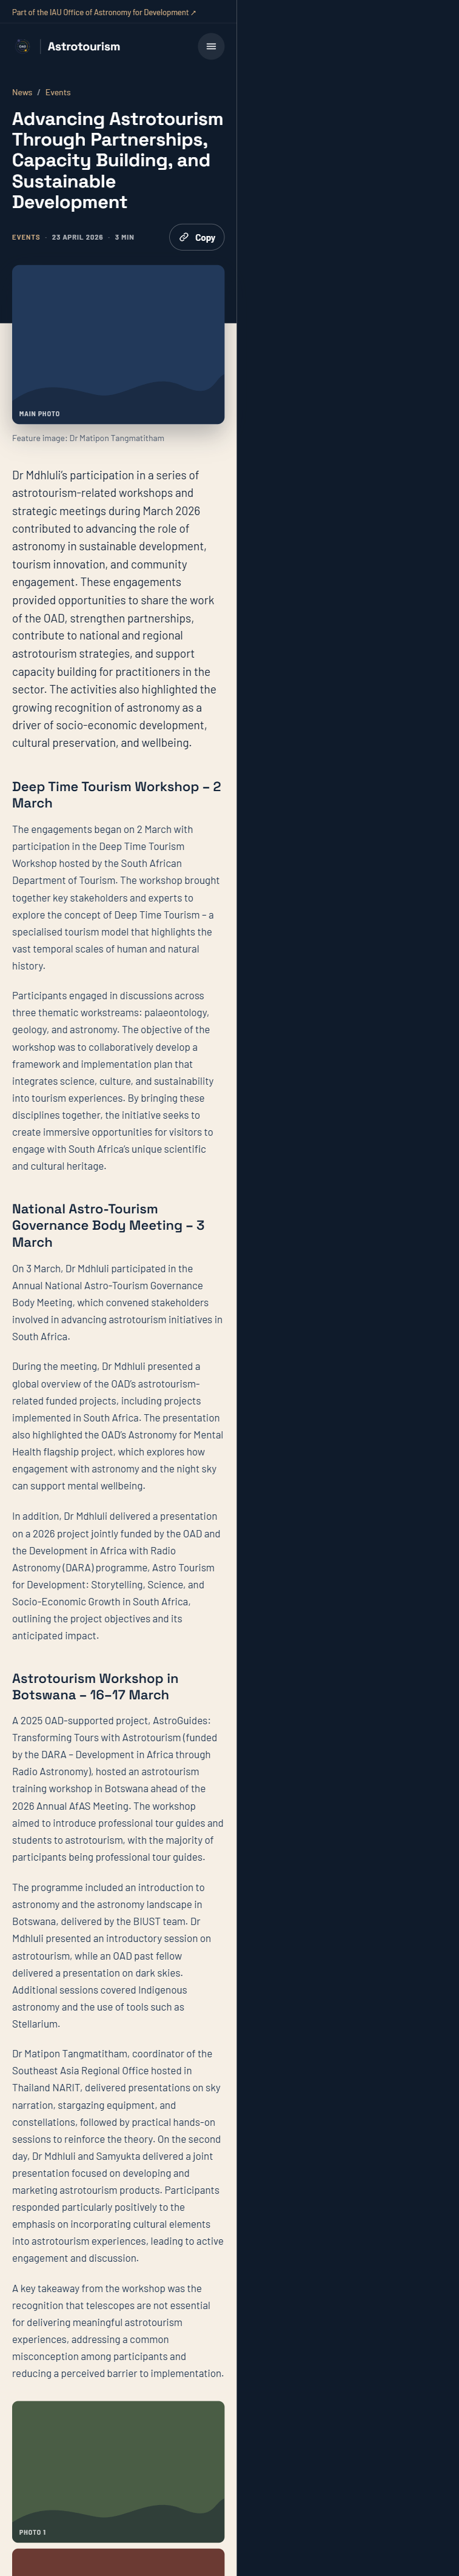 Part of the IAU Office of Astronomy for Development ↗
OAD
Astrotourism
News / Events
Advancing Astrotourism
Through Partnerships,
Capacity Building, and
Sustainable
Development
EVENTS · 23 APRIL 2026 · 3 MIN
Copy
MAIN PHOTO
Feature image: Dr Matipon Tangmatitham
Dr Mdhluli's participation in a series of
astrotourism-related workshops and
strategic meetings during March 2026
contributed to advancing the role of
astronomy in sustainable development,
tourism innovation, and community
engagement. These engagements
provided opportunities to share the work
of the OAD, strengthen partnerships,
contribute to national and regional
astrotourism strategies, and support
capacity building for practitioners in the
sector. The activities also highlighted the
growing recognition of astronomy as a
driver of socio-economic development,
cultural preservation, and wellbeing.
Deep Time Tourism Workshop – 2
March
The engagements began on 2 March with
participation in the Deep Time Tourism
Workshop hosted by the South African
Department of Tourism. The workshop brought
together key stakeholders and experts to
explore the concept of Deep Time Tourism – a
specialised tourism model that highlights the
vast temporal scales of human and natural
history.
Participants engaged in discussions across
three thematic workstreams: palaeontology,
geology, and astronomy. The objective of the
workshop was to collaboratively develop a
framework and implementation plan that
integrates science, culture, and sustainability
into tourism experiences. By bringing these
disciplines together, the initiative seeks to
create immersive opportunities for visitors to
engage with South Africa's unique scientific
and cultural heritage.
National Astro-Tourism
Governance Body Meeting – 3
March
On 3 March, Dr Mdhluli participated in the
Annual National Astro-Tourism Governance
Body Meeting, which convened stakeholders
involved in advancing astrotourism initiatives in
South Africa.
During the meeting, Dr Mdhluli presented a
global overview of the OAD's astrotourism-
related funded projects, including projects
implemented in South Africa. The presentation
also highlighted the OAD's Astronomy for Mental
Health flagship project, which explores how
engagement with astronomy and the night sky
can support mental wellbeing.
In addition, Dr Mdhluli delivered a presentation
on a 2026 project jointly funded by the OAD and
the Development in Africa with Radio
Astronomy (DARA) programme, Astro Tourism
for Development: Storytelling, Science, and
Socio-Economic Growth in South Africa,
outlining the project objectives and its
anticipated impact.
Astrotourism Workshop in
Botswana – 16–17 March
A 2025 OAD-supported project, AstroGuides:
Transforming Tours with Astrotourism (funded
by the DARA – Development in Africa through
Radio Astronomy), hosted an astrotourism
training workshop in Botswana ahead of the
2026 Annual AfAS Meeting. The workshop
aimed to introduce professional tour guides and
students to astrotourism, with the majority of
participants being professional tour guides.
The programme included an introduction to
astronomy and the astronomy landscape in
Botswana, delivered by the BIUST team. Dr
Mdhluli presented an introductory session on
astrotourism, while an OAD past fellow
delivered a presentation on dark skies.
Additional sessions covered Indigenous
astronomy and the use of tools such as
Stellarium.
Dr Matipon Tangmatitham, coordinator of the
Southeast Asia Regional Office hosted in
Thailand NARIT, delivered presentations on sky
narration, stargazing equipment, and
constellations, followed by practical hands-on
sessions to reinforce the theory. On the second
day, Dr Mdhluli and Samyukta delivered a joint
presentation focused on developing and
marketing astrotourism products. Participants
responded particularly positively to the
emphasis on incorporating cultural elements
into astrotourism experiences, leading to active
engagement and discussion.
A key takeaway from the workshop was the
recognition that telescopes are not essential
for delivering meaningful astrotourism
experiences, addressing a common
misconception among participants and
reducing a perceived barrier to implementation.
PHOTO 1